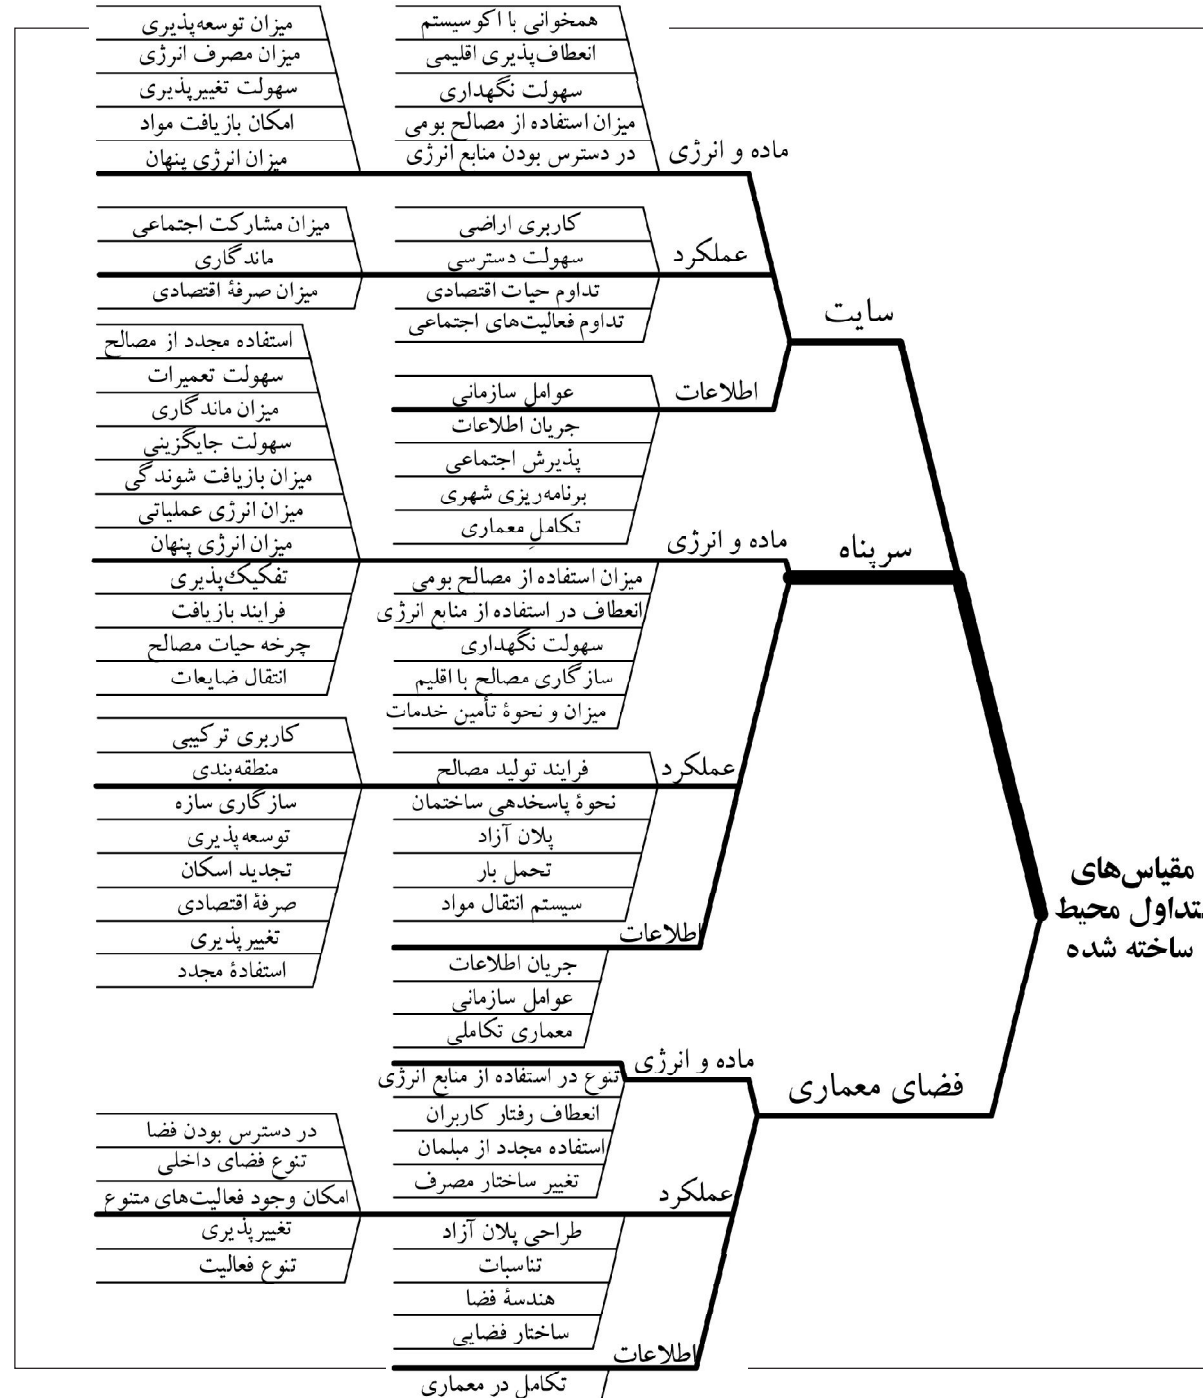 مقیاس‌های
متداول محیط
ساخته شده
سایت
ماده و انرژی
همخوانی با اکوسیستم
انعطاف‌پذیری اقلیمی
سهولت نگهداری
میزان استفاده از مصالح بومی
در دسترس بودن منابع انرژی
میزان توسعه‌پذیری
میزان مصرف انرژی
سهولت تغییرپذیری
امکان بازیافت مواد
میزان انرژی پنهان
عملکرد
کاربری اراضی
سهولت دسترسی
تداوم حیات اقتصادی
تداوم فعالیت‌های اجتماعی
میزان مشارکت اجتماعی
ماندگاری
میزان صرفۀ اقتصادی
اطلاعات
عوامل سازمانی
جریان اطلاعات
پذیرش اجتماعی
برنامه‌ریزی شهری
تکاملِ معماری
سرپناه
ماده و انرژی
میزان استفاده از مصالح بومی
انعطاف در استفاده از منابع انرژی
سهولت نگهداری
سازگاری مصالح با اقلیم
میزان و نحوۀ تأمین خدمات
استفاده مجدد از مصالح
سهولت تعمیرات
میزان ماندگاری
سهولت جایگزینی
میزان بازیافت شوندگی
میزان انرژی عملیاتی
میزان انرژی پنهان
تفکیک‌پذیری
فرایند بازیافت
چرخه حیات مصالح
انتقال ضایعات
عملکرد
فرایند تولید مصالح
نحوۀ پاسخدهی ساختمان
پلان آزاد
تحمل بار
سیستم انتقال مواد
کاربری ترکیبی
منطقه‌بندی
سازگاری سازه
توسعه‌پذیری
تجدید اسکان
صرفۀ اقتصادی
تغییرپذیری
استفادۀ مجدد
اطلاعات
جریان اطلاعات
عوامل سازمانی
معماری تکاملی
فضای معماری
ماده و انرژی
تنوع در استفاده از منابع انرژی
انعطاف رفتار کاربران
استفاده مجدد از مبلمان
تغییر ساختار مصرف
عملکرد
طراحی پلان آزاد
تناسبات
هندسۀ فضا
ساختار فضایی
در دسترس بودن فضا
تنوع فضای داخلی
امکان وجود فعالیت‌های متنوع
تغییرپذیری
تنوع فعالیت
اطلاعات
تکامل در معماری